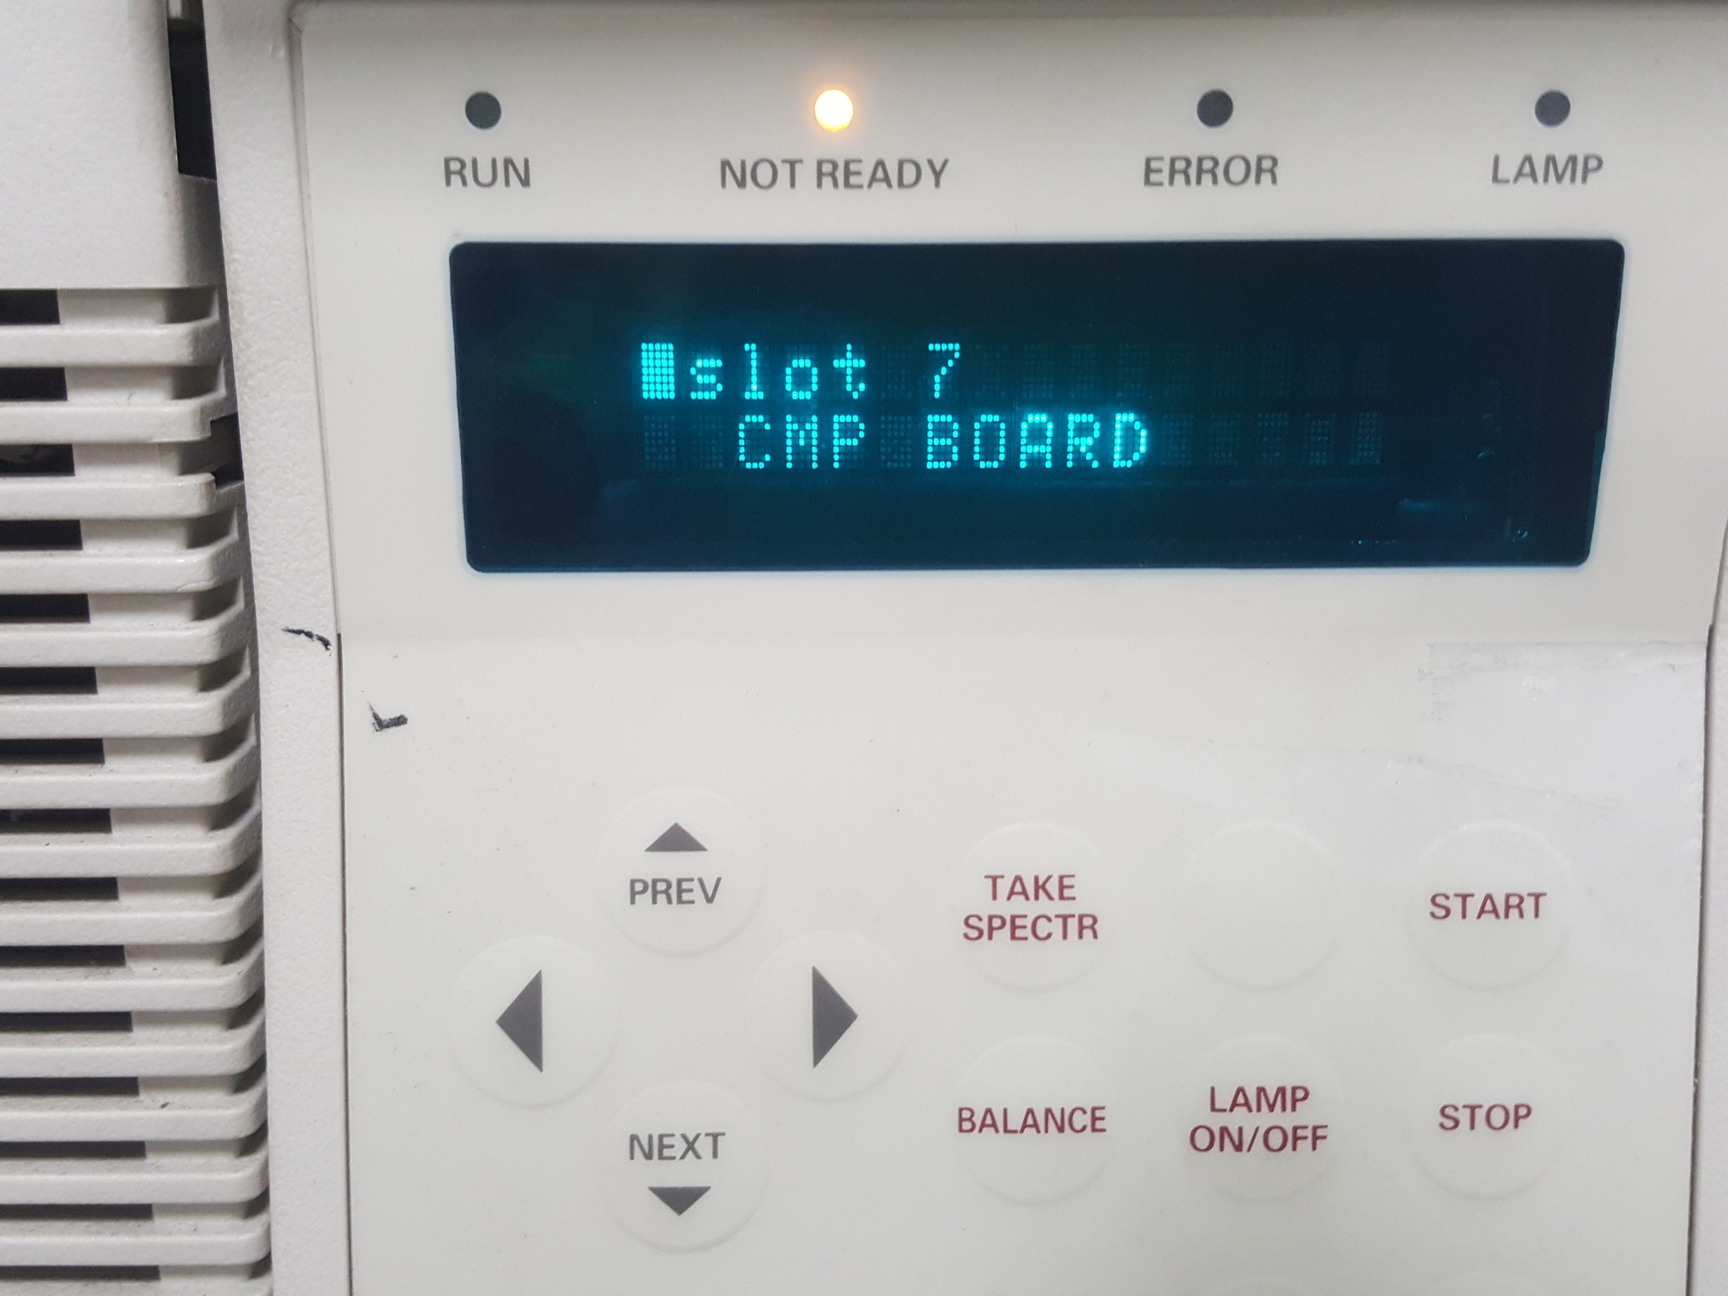 RUN NOT READY ERROR LAMP
slot 7
CMP BOARD
PREV
TAKE
SPECTR
START
BALANCE
LAMP
ON/OFF
STOP
NEXT